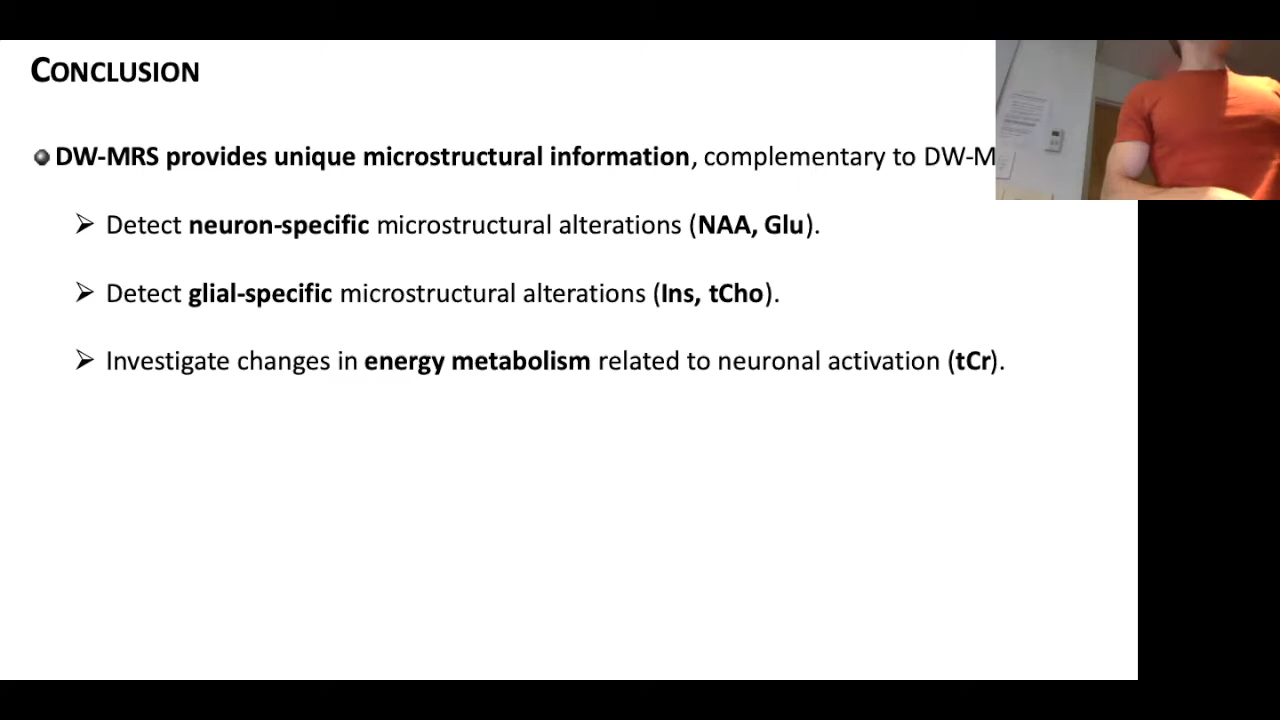 CONCLUSION
DW-MRS provides unique microstructural information, complementary to
Detect neuron-specific microstructural alterations (NAA, Glu).
Detect glial-specific microstructural alterations (Ins, tCho).
Investigate changes in energy metabolism related to neuronal activation (tCr).